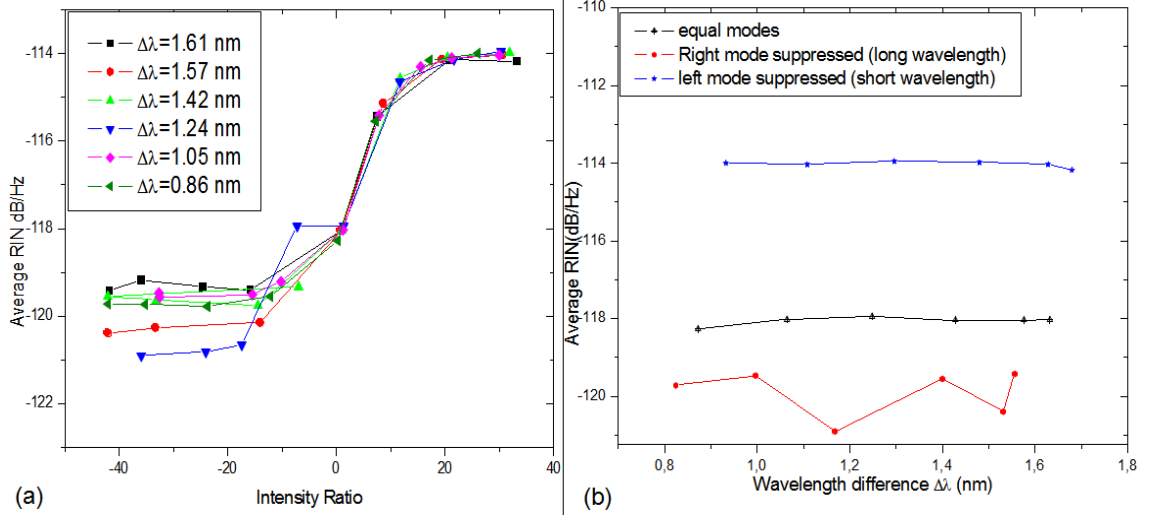 Δλ=1.61 nm
Δλ=1.57 nm
Δλ=1.42 nm
Δλ=1.24 nm
Δλ=1.05 nm
Δλ=0.86 nm
-114
-116
-118
-120
-122
Average RIN dB/Hz
-40
-20
0
20
40
Intensity Ratio
(a)
equal modes
Right mode suppressed (long wavelength)
left mode suppressed (short wavelength)
-110
-112
-114
-116
-118
-120
Average RIN(dB/Hz)
0,8
1,0
1,2
1,4
1,6
1,8
Wavelength difference Δλ (nm)
(b)